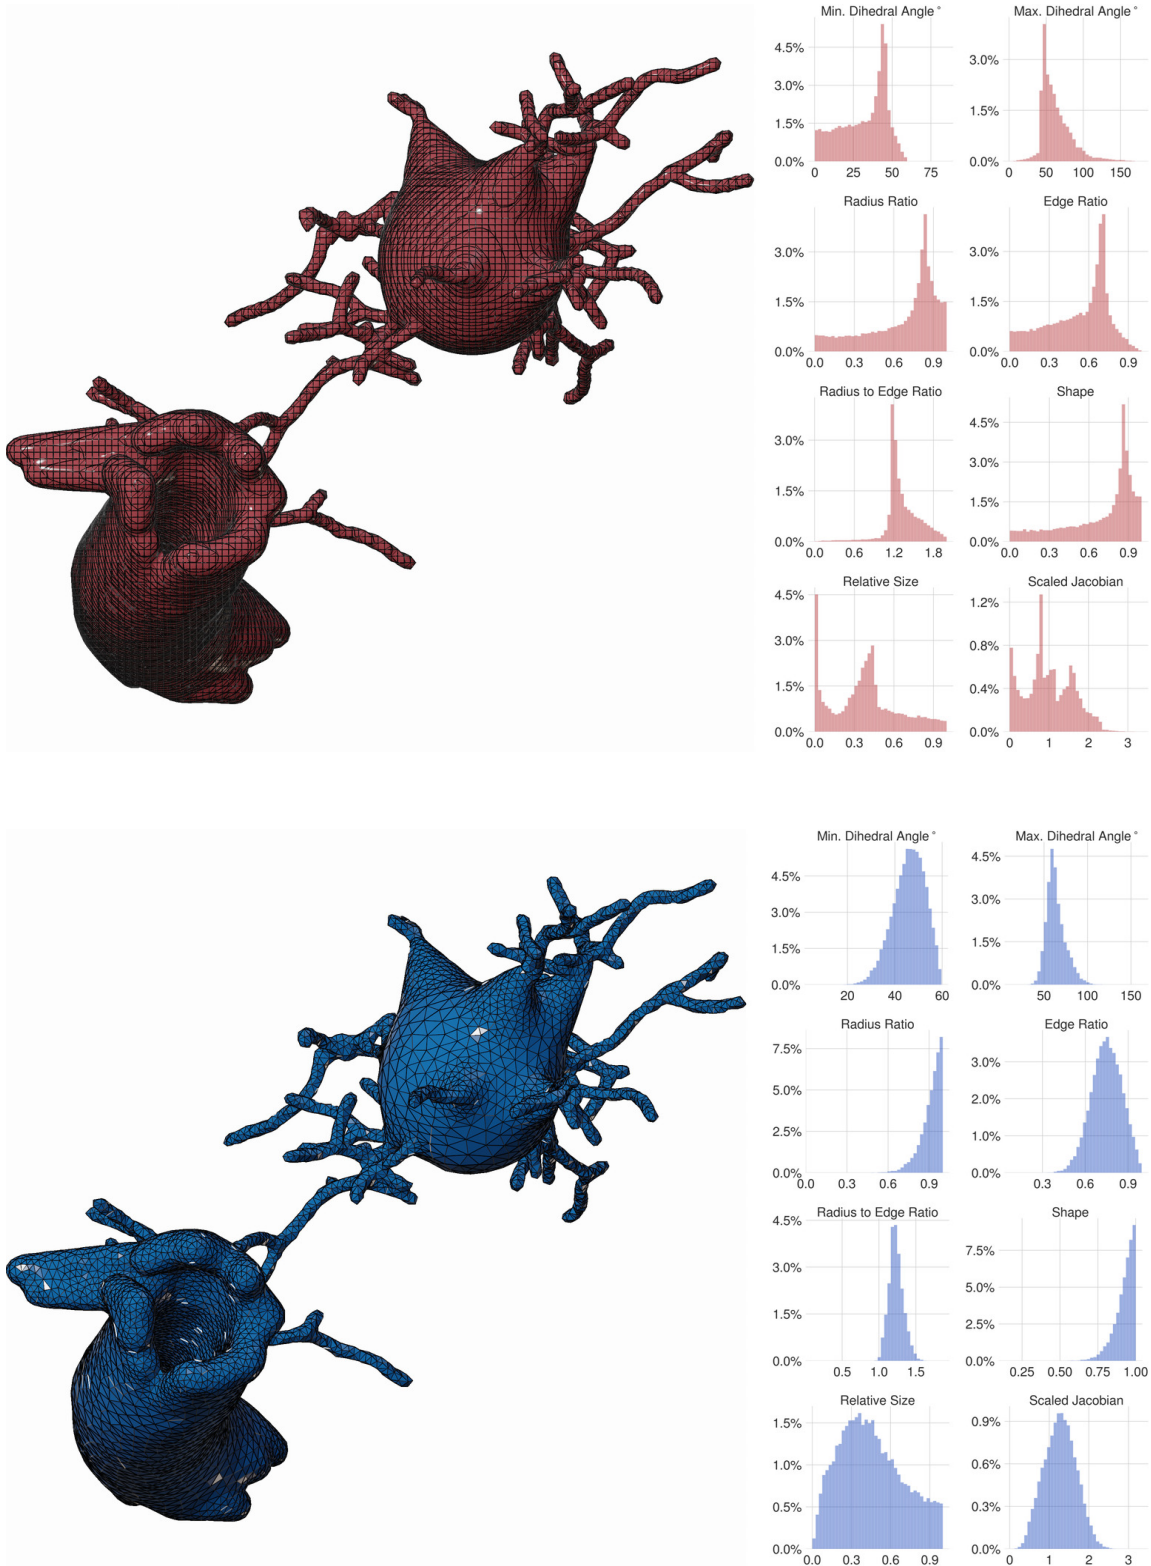 Min. Dihedral Angle °
4.5%
3.0%
1.5%
0.0%
0 25 50 75
Max. Dihedral Angle °
3.0%
1.5%
0.0%
0 50 100 150
Radius Ratio
3.0%
1.5%
0.0%
0.0 0.3 0.6 0.9
Edge Ratio
3.0%
1.5%
0.0%
0.0 0.3 0.6 0.9
Radius to Edge Ratio
3.0%
1.5%
0.0%
0.0 0.6 1.2 1.8
Shape
4.5%
3.0%
1.5%
0.0%
0.0 0.3 0.6 0.9
Relative Size
4.5%
3.0%
1.5%
0.0%
0.0 0.3 0.6 0.9
Scaled Jacobian
1.2%
0.8%
0.4%
0.0%
0 1 2 3
Min. Dihedral Angle °
4.5%
3.0%
1.5%
0.0%
20 40 60
Max. Dihedral Angle °
4.5%
3.0%
1.5%
0.0%
50 100 150
Radius Ratio
7.5%
5.0%
2.5%
0.0%
0.0 0.3 0.6 0.9
Edge Ratio
3.0%
2.0%
1.0%
0.0%
0.3 0.6 0.9
Radius to Edge Ratio
4.5%
3.0%
1.5%
0.0%
0.5 1.0 1.5
Shape
7.5%
5.0%
2.5%
0.0%
0.25 0.50 0.75 1.00
Relative Size
1.5%
1.0%
0.5%
0.0%
0.0 0.3 0.6 0.9
Scaled Jacobian
0.9%
0.6%
0.3%
0.0%
0 1 2 3